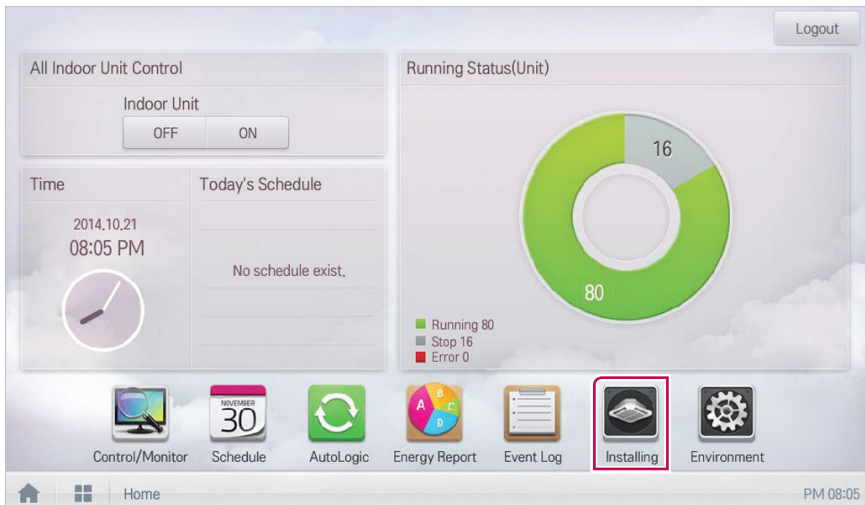 Logout
All Indoor Unit Control
Indoor Unit
OFF ON
Running Status(Unit)
16
80
Running 80
Stop 16
Error 0
Time
2014.10.21
08:05 PM
Today's Schedule
No schedule exist.
NOVEMBER
30
A B C D
Control/Monitor
Schedule
AutoLogic
Energy Report
Event Log
Installing
Environment
Home
PM 08:05